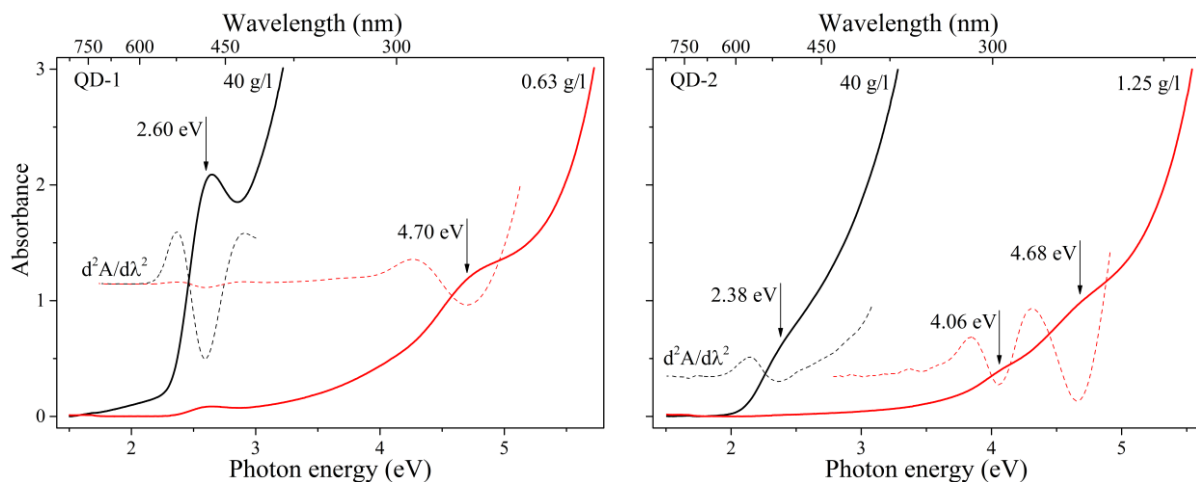 Wavelength (nm)
750 600 450 300
3
QD-1
40 g/l
0.63 g/l
2.60 eV
2
4.70 eV
d²A/dλ²
1
0
Absorbance
2 3 4 5
Photon energy (eV)
Wavelength (nm)
750 600 450 300
QD-2
40 g/l
1.25 g/l
4.68 eV
2.38 eV
4.06 eV
d²A/dλ²
2 3 4 5
Photon energy (eV)